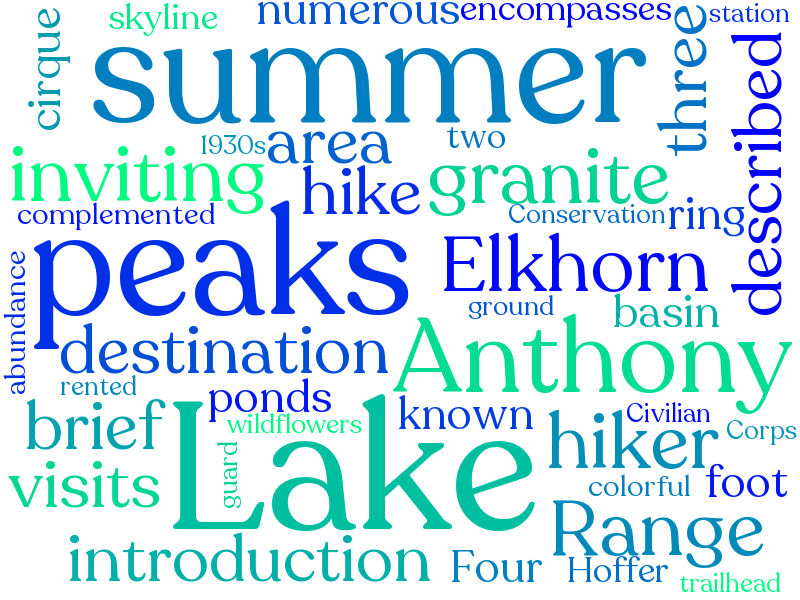 skyline numerous encompasses station
cirque summer three described
1930s area two
inviting hike granite
complemented Conservation ring
peaks Elkhorn
abundance ground basin
destination Anthony
rented ponds known Civilian
brief wildflowers Lake hiker Corps
visits guard colorful foot
introduction Four Range
Hoffer trailhead